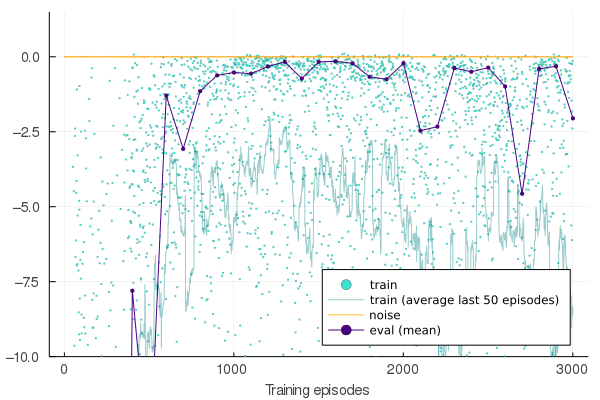 0.0
−2.5
−5.0
−7.5
−10.0
train
train (average last 50 episodes)
noise
eval (mean)
0 1000 2000 3000
Training episodes